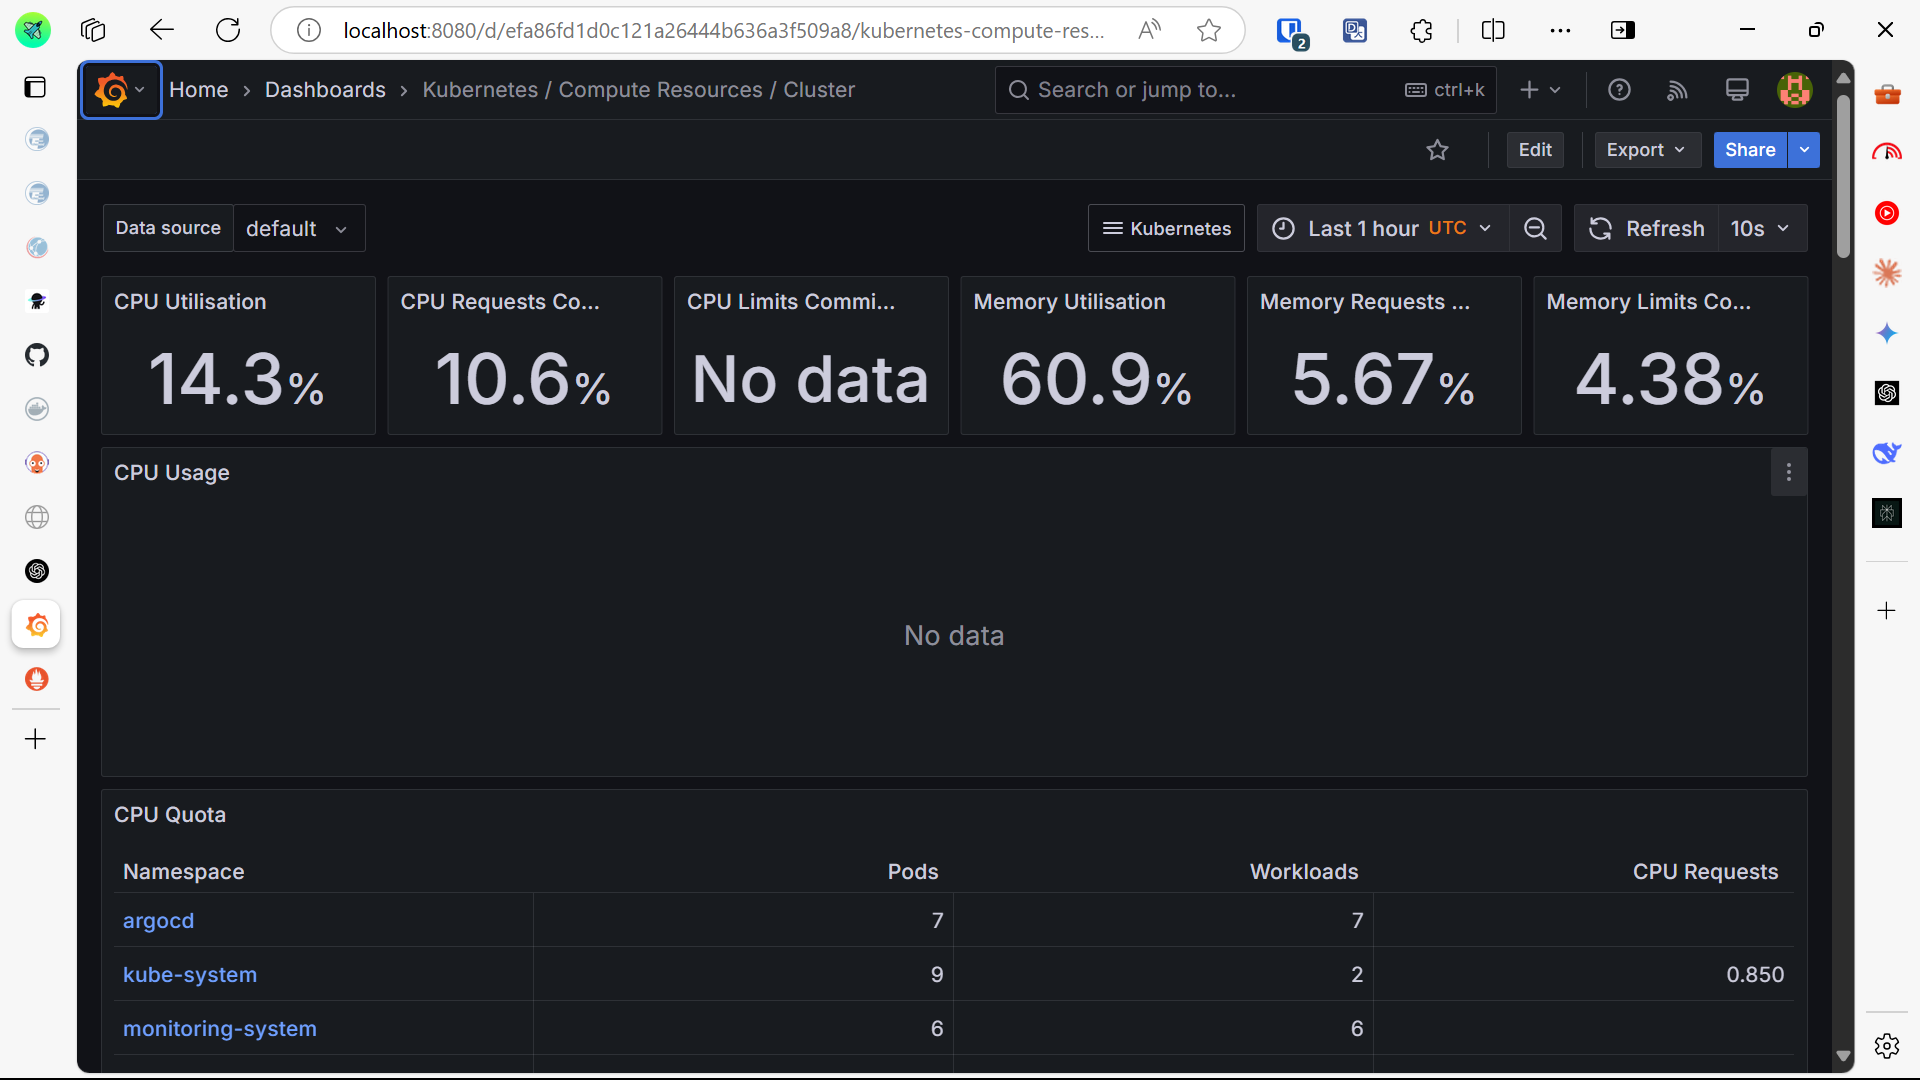 localhost:8080/d/efa86fd1d0c121a26444b636a3f509a8/kubernetes-compute-res...
2
Home › Dashboards › Kubernetes / Compute Resources / Cluster
Search or jump to...
ctrl+k
Edit
Export
Share
Data source
default
Kubernetes
Last 1 hour UTC
Refresh
10s
CPU Utilisation
14.3%
CPU Requests Co...
10.6%
CPU Limits Commi...
No data
Memory Utilisation
60.9%
Memory Requests ...
5.67%
Memory Limits Co...
4.38%
CPU Usage
No data
CPU Quota
Namespace Pods Workloads CPU Requests
argocd 7 7
kube-system 9 2 0.850
monitoring-system 6 6